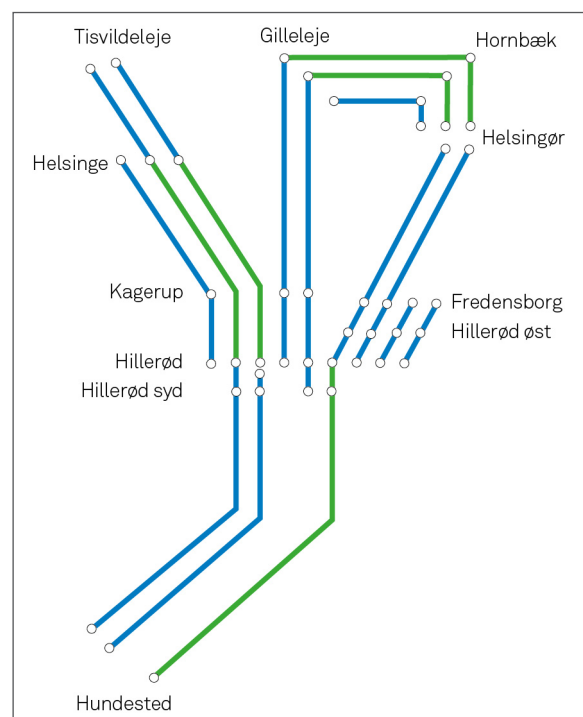 Tisvildeleje
Gilleleje
Hornbæk
Helsingør
Helsinge
Kagerup
Fredensborg
Hillerød øst
Hillerød
Hillerød syd
Hundested